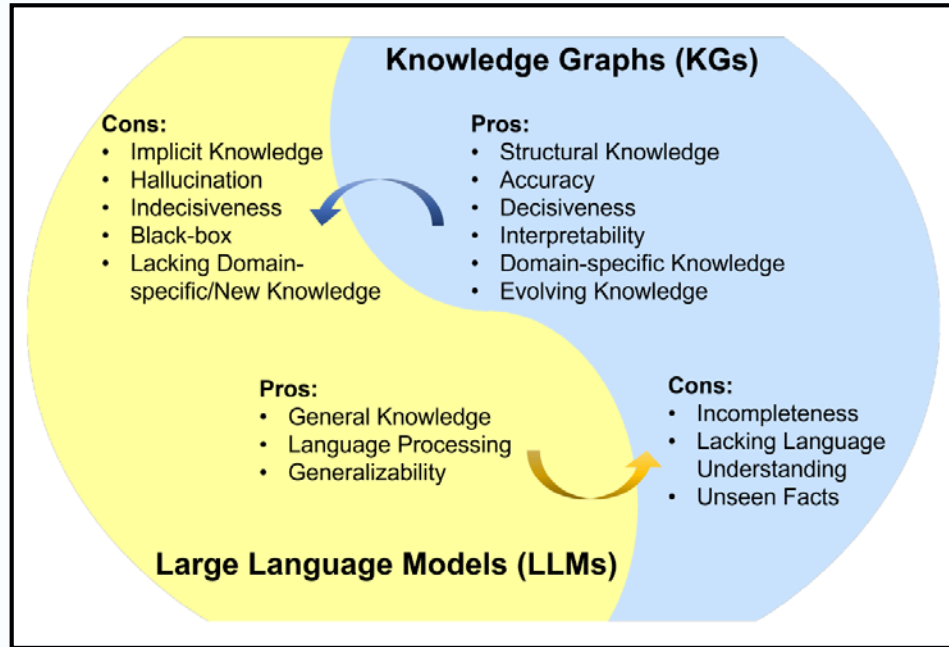 Knowledge Graphs (KGs)
Cons:
• Implicit Knowledge
• Hallucination
• Indecisiveness
• Black-box
• Lacking Domain-
specific/New Knowledge
Pros:
• Structural Knowledge
• Accuracy
• Decisiveness
• Interpretability
• Domain-specific Knowledge
• Evolving Knowledge
Pros:
• General Knowledge
• Language Processing
• Generalizability
Cons:
• Incompleteness
• Lacking Language
Understanding
• Unseen Facts
Large Language Models (LLMs)